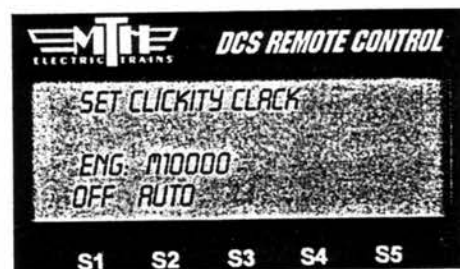 MTH DCS REMOTE CONTROL
ELECTRIC TRAINS
SET CLICKITY CLACK
ENG: M10000
OFF AUTO
S1 S2 S3 S4 S5